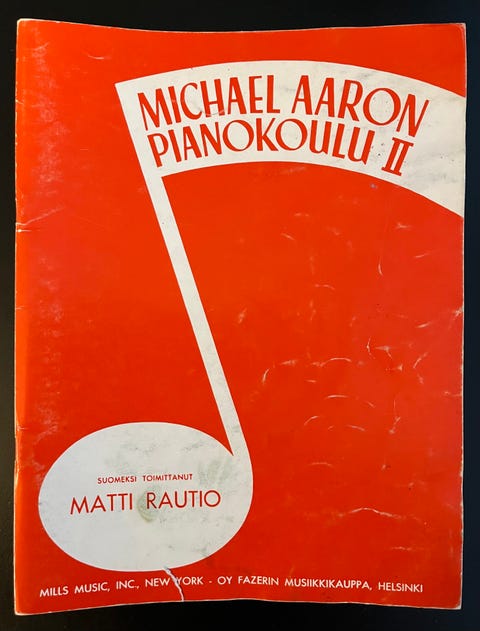 MICHAEL AARON
PIANOKOULU II
SUOMEKSI TOIMITTANUT
MATTI RAUTIO
MILLS MUSIC, INC., NEW YORK - OY FAZERIN MUSIIKKIKAUPPA, HELSINKI